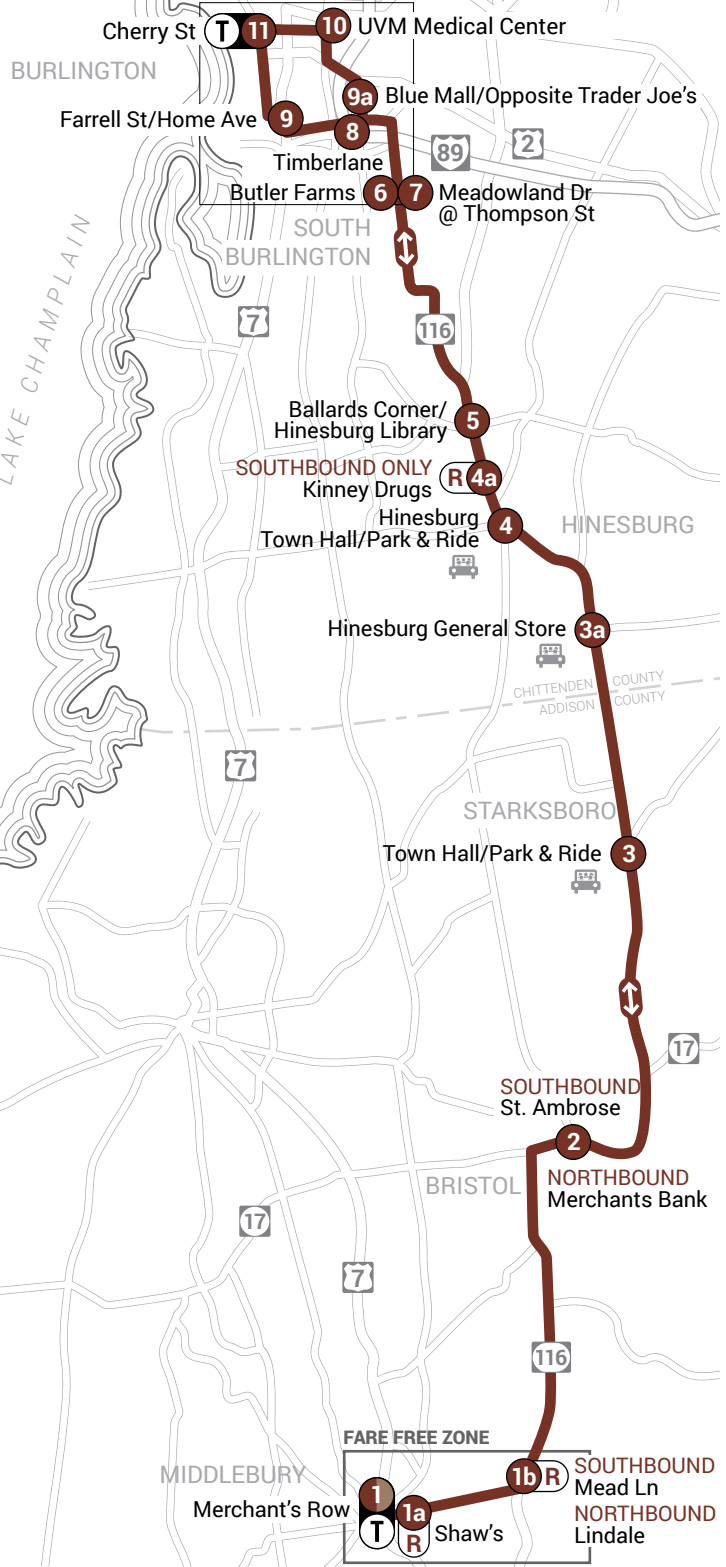 Cherry St
T
11
10
UVM Medical Center
BURLINGTON
9a
Blue Mall/Opposite Trader Joe's
Farrell St/Home Ave
9
8
Timberlane
89
2
Butler Farms
6
7
Meadowland Dr
@ Thompson St
SOUTH
BURLINGTON
LAKE CHAMPLAIN
7
116
Ballards Corner/
Hinesburg Library
5
SOUTHBOUND ONLY
Kinney Drugs
R
4a
Hinesburg
Town Hall/Park & Ride
4
HINESBURG
Hinesburg General Store
3a
CHITTENDEN COUNTY
ADDISON COUNTY
7
STARKSBORO
Town Hall/Park & Ride
3
17
SOUTHBOUND
St. Ambrose
2
BRISTOL
NORTHBOUND
Merchants Bank
17
7
116
FARE FREE ZONE
MIDDLEBURY
1
Merchant's Row
T
1a
R
Shaw's
1b
R
SOUTHBOUND
Mead Ln
NORTHBOUND
Lindale